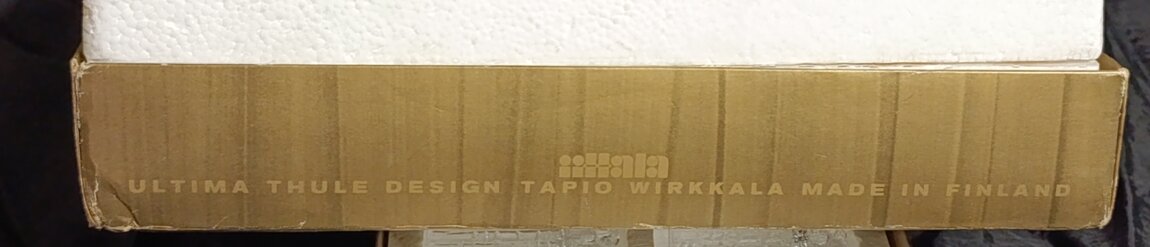 iittala
ULTIMA THULE DESIGN TAPIO WIRKKALA MADE IN FINLAND